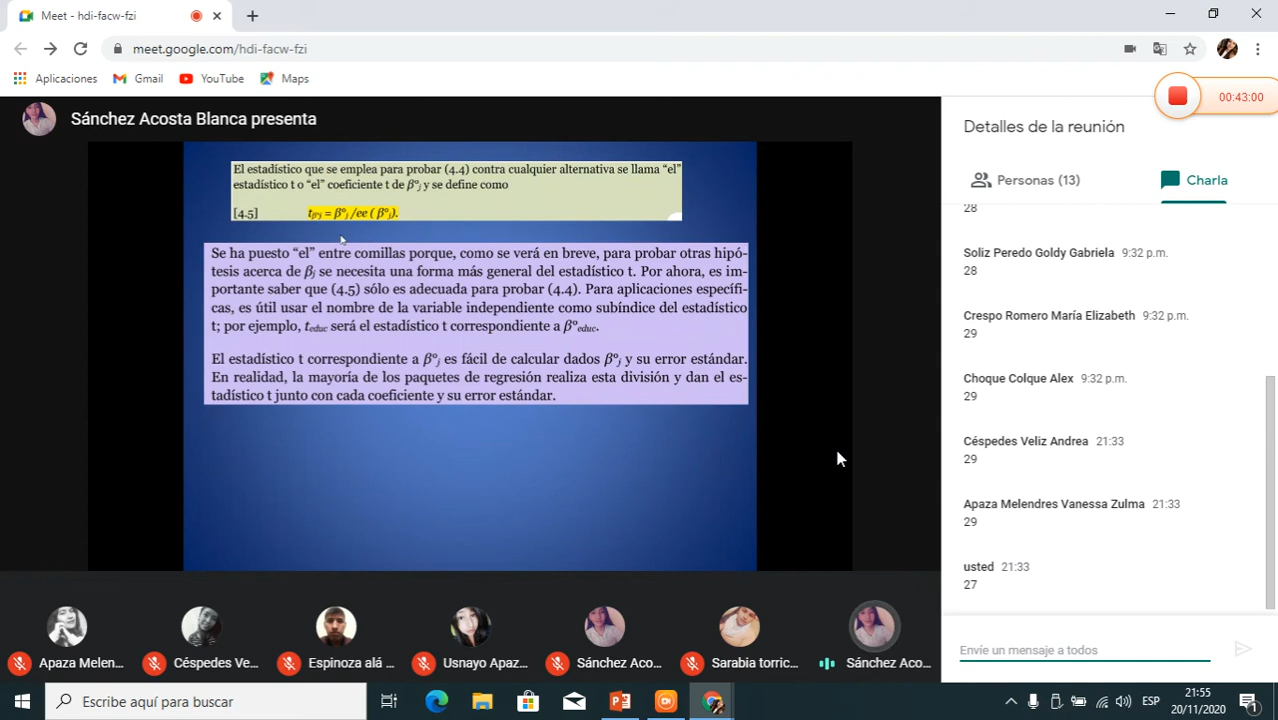 Meet - hdi-facw-fzi
meet.google.com/hdi-facw-fzi
Aplicaciones Gmail YouTube Maps
00:43:00
Sánchez Acosta Blanca presenta
El estadístico que se emplea para probar (4.4) contra cualquier alternativa se llama “el”
estadístico t o “el” coeficiente t de β°j y se define como
[4.5] tβ°j = β°j /ee ( β°j).
Se ha puesto “el” entre comillas porque, como se verá en breve, para probar otras hipó-
tesis acerca de βj se necesita una forma más general del estadístico t. Por ahora, es im-
portante saber que (4.5) sólo es adecuada para probar (4.4). Para aplicaciones específi-
cas, es útil usar el nombre de la variable independiente como subíndice del estadístico
t; por ejemplo, teduc será el estadístico t correspondiente a β°educ.
El estadístico t correspondiente a β°j es fácil de calcular dados β°j y su error estándar.
En realidad, la mayoría de los paquetes de regresión realiza esta división y dan el es-
tadístico t junto con cada coeficiente y su error estándar.
Apaza Melen... Céspedes Ve... Espinoza alá ... Usnayo Apaz... Sánchez Aco... Sarabia torric... Sánchez Aco...
Detalles de la reunión
Personas (13) Charla
28
Soliz Peredo Goldy Gabriela 9:32 p.m.
28
Crespo Romero María Elizabeth 9:32 p.m.
29
Choque Colque Alex 9:32 p.m.
29
Céspedes Veliz Andrea 21:33
29
Apaza Melendres Vanessa Zulma 21:33
29
usted 21:33
27
Envíe un mensaje a todos
Escribe aquí para buscar
ESP
21:55
20/11/2020
1